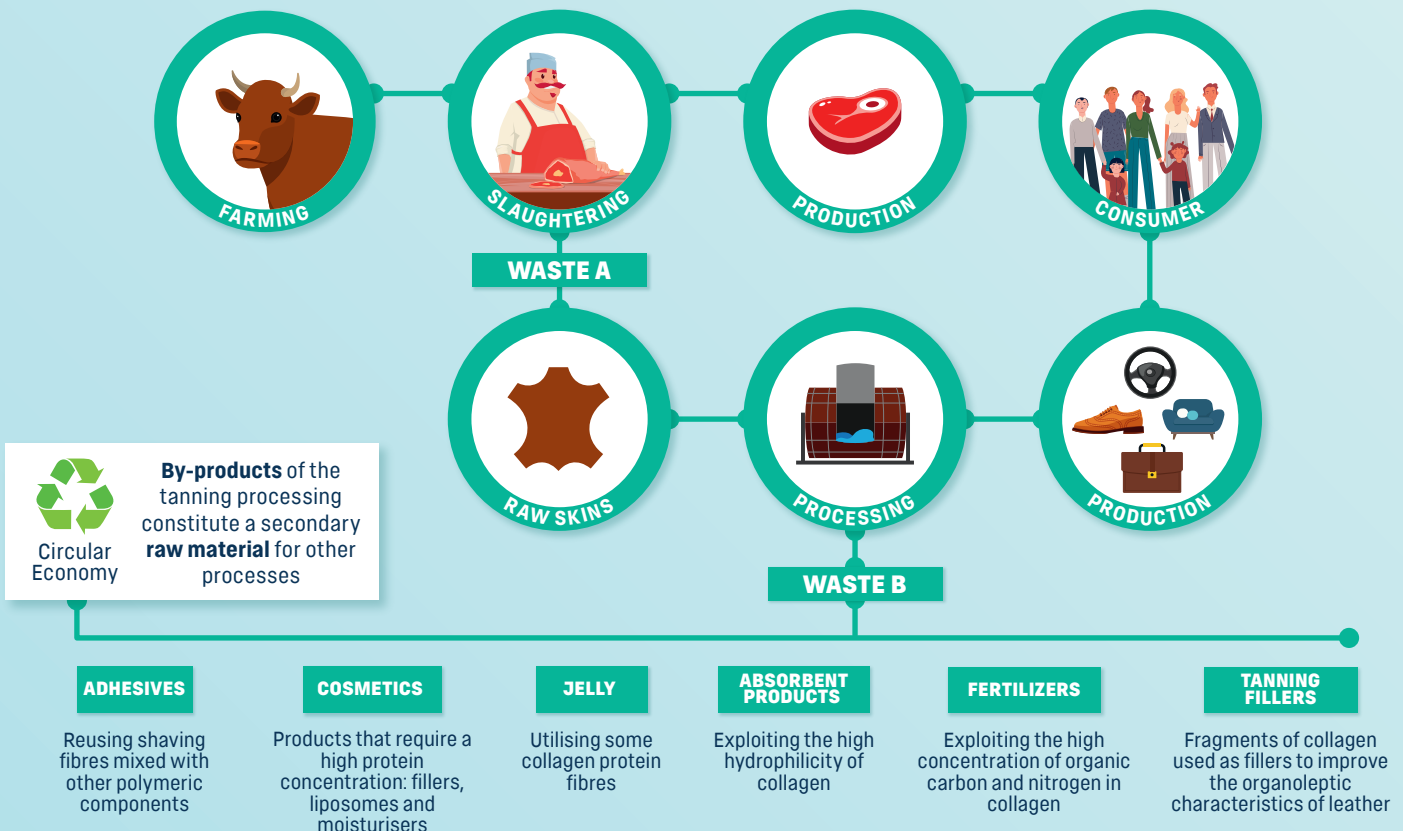 FARMING
SLAUGHTERING
PRODUCTION
CONSUMER
WASTE A
RAW SKINS
PROCESSING
PRODUCTION
Circular
Economy
By-products of the
tanning processing
constitute a secondary
raw material for other
processes
WASTE B
ADHESIVES
Reusing shaving
fibres mixed with
other polymeric
components
COSMETICS
Products that require a
high protein
concentration: fillers,
liposomes and
moisturisers
JELLY
Utilising some
collagen protein
fibres
ABSORBENT
PRODUCTS
Exploiting the high
hydrophilicity of
collagen
FERTILIZERS
Exploiting the high
concentration of organic
carbon and nitrogen in
collagen
TANNING
FILLERS
Fragments of collagen
used as fillers to improve
the organoleptic
characteristics of leather